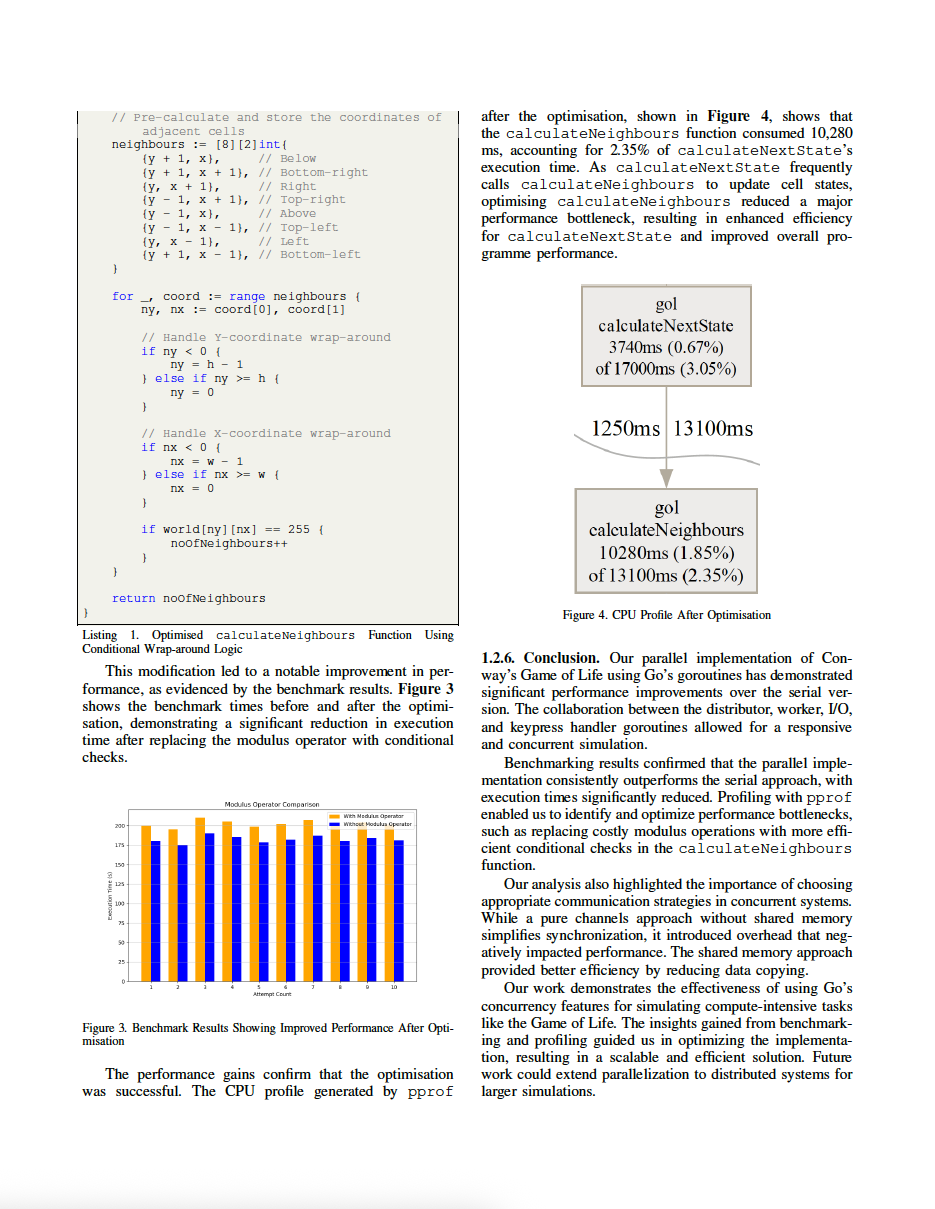 // Pre-calculate and store the coordinates of
adjacent cells
neighbours := [8][2]int{
{y + 1, x},     // Below
{y + 1, x + 1}, // Bottom-right
{y, x + 1},     // Right
{y - 1, x + 1}, // Top-right
{y - 1, x},     // Above
{y - 1, x - 1}, // Top-left
{y, x - 1},     // Left
{y + 1, x - 1}, // Bottom-left
}
for _, coord := range neighbours {
ny, nx := coord[0], coord[1]
// Handle Y-coordinate wrap-around
if ny < 0 {
ny = h - 1
} else if ny >= h {
ny = 0
}
// Handle X-coordinate wrap-around
if nx < 0 {
nx = w - 1
} else if nx >= w {
nx = 0
}
if world[ny][nx] == 255 {
noOfNeighbours++
}
}
return noOfNeighbours
}
Listing 1. Optimised calculateNeighbours Function Using
Conditional Wrap-around Logic
This modification led to a notable improvement in per-
formance, as evidenced by the benchmark results. Figure 3
shows the benchmark times before and after the optimi-
sation, demonstrating a significant reduction in execution
time after replacing the modulus operator with conditional
checks.
Modulus Operator Comparison
With Modulus Operator
Without Modulus Operator
Execution Time (s)
200
175
150
125
100
75
50
25
0
1 2 3 4 5 6 7 8 9 10
Attempt Count
Figure 3. Benchmark Results Showing Improved Performance After Opti-
misation
The performance gains confirm that the optimisation
was successful. The CPU profile generated by pprof
after the optimisation, shown in Figure 4, shows that
the calculateNeighbours function consumed 10,280
ms, accounting for 2.35% of calculateNextState's
execution time. As calculateNextState frequently
calls calculateNeighbours to update cell states,
optimising calculateNeighbours reduced a major
performance bottleneck, resulting in enhanced efficiency
for calculateNextState and improved overall pro-
gramme performance.
gol
calculateNextState
3740ms (0.67%)
of 17000ms (3.05%)
1250ms 13100ms
gol
calculateNeighbours
10280ms (1.85%)
of 13100ms (2.35%)
Figure 4. CPU Profile After Optimisation
1.2.6. Conclusion. Our parallel implementation of Con-
way's Game of Life using Go's goroutines has demonstrated
significant performance improvements over the serial ver-
sion. The collaboration between the distributor, worker, I/O,
and keypress handler goroutines allowed for a responsive
and concurrent simulation.
Benchmarking results confirmed that the parallel imple-
mentation consistently outperforms the serial approach, with
execution times significantly reduced. Profiling with pprof
enabled us to identify and optimize performance bottlenecks,
such as replacing costly modulus operations with more effi-
cient conditional checks in the calculateNeighbours
function.
Our analysis also highlighted the importance of choosing
appropriate communication strategies in concurrent systems.
While a pure channels approach without shared memory
simplifies synchronization, it introduced overhead that neg-
atively impacted performance. The shared memory approach
provided better efficiency by reducing data copying.
Our work demonstrates the effectiveness of using Go's
concurrency features for simulating compute-intensive tasks
like the Game of Life. The insights gained from benchmark-
ing and profiling guided us in optimizing the implementa-
tion, resulting in a scalable and efficient solution. Future
work could extend parallelization to distributed systems for
larger simulations.